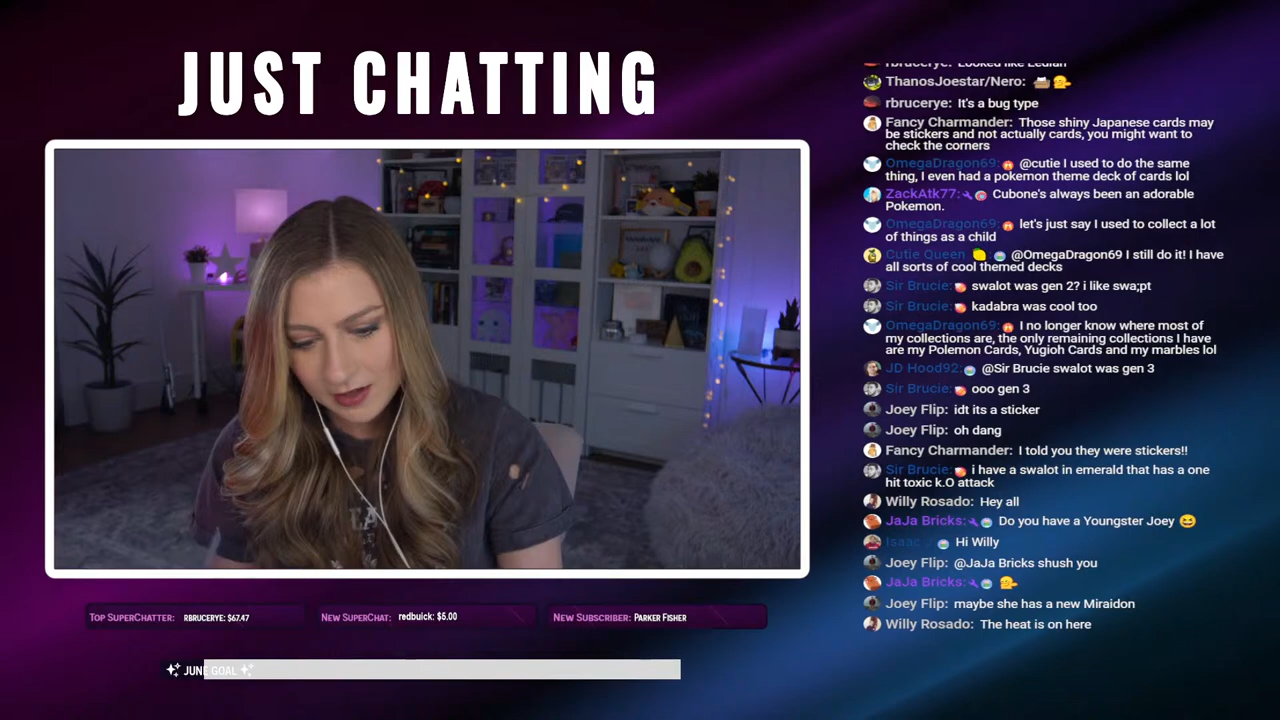 JUST CHATTING
rbrucerye: Looked like Ledian
ThanosJoestar/Nero:
rbrucerye: It's a bug type
Fancy Charmander: Those shiny Japanese cards may
be stickers and not actually cards, you might want to
check the corners
OmegaDragon69: @cutie I used to do the same
thing, I even had a pokemon theme deck of cards lol
ZackAtk77: Cubone's always been an adorable
Pokemon.
OmegaDragon69: let's just say I used to collect a lot
of things as a child
Cutie Queen @OmegaDragon69 I still do it! I have
all sorts of cool themed decks
Sir Brucie: swalot was gen 2? i like swa;pt
Sir Brucie: kadabra was cool too
OmegaDragon69: I no longer know where most of
my collections are, the only remaining collections I have
are my Polemon Cards, Yugioh Cards and my marbles lol
JD Hood92: @Sir Brucie swalot was gen 3
Sir Brucie: ooo gen 3
Joey Flip: idt its a sticker
Joey Flip: oh dang
Fancy Charmander: I told you they were stickers!!
Sir Brucie: i have a swalot in emerald that has a one
hit toxic k.O attack
Willy Rosado: Hey all
JaJa Bricks: Do you have a Youngster Joey
Isaac Hi Willy
Joey Flip: @JaJa Bricks shush you
JaJa Bricks:
Joey Flip: maybe she has a new Miraidon
Willy Rosado: The heat is on here
TOP SUPERCHATTER: RBRUCERYE: $67.47
NEW SUPERCHAT: redbuick: $5.00
NEW SUBSCRIBER: PARKER FISHER
JUNE GOAL